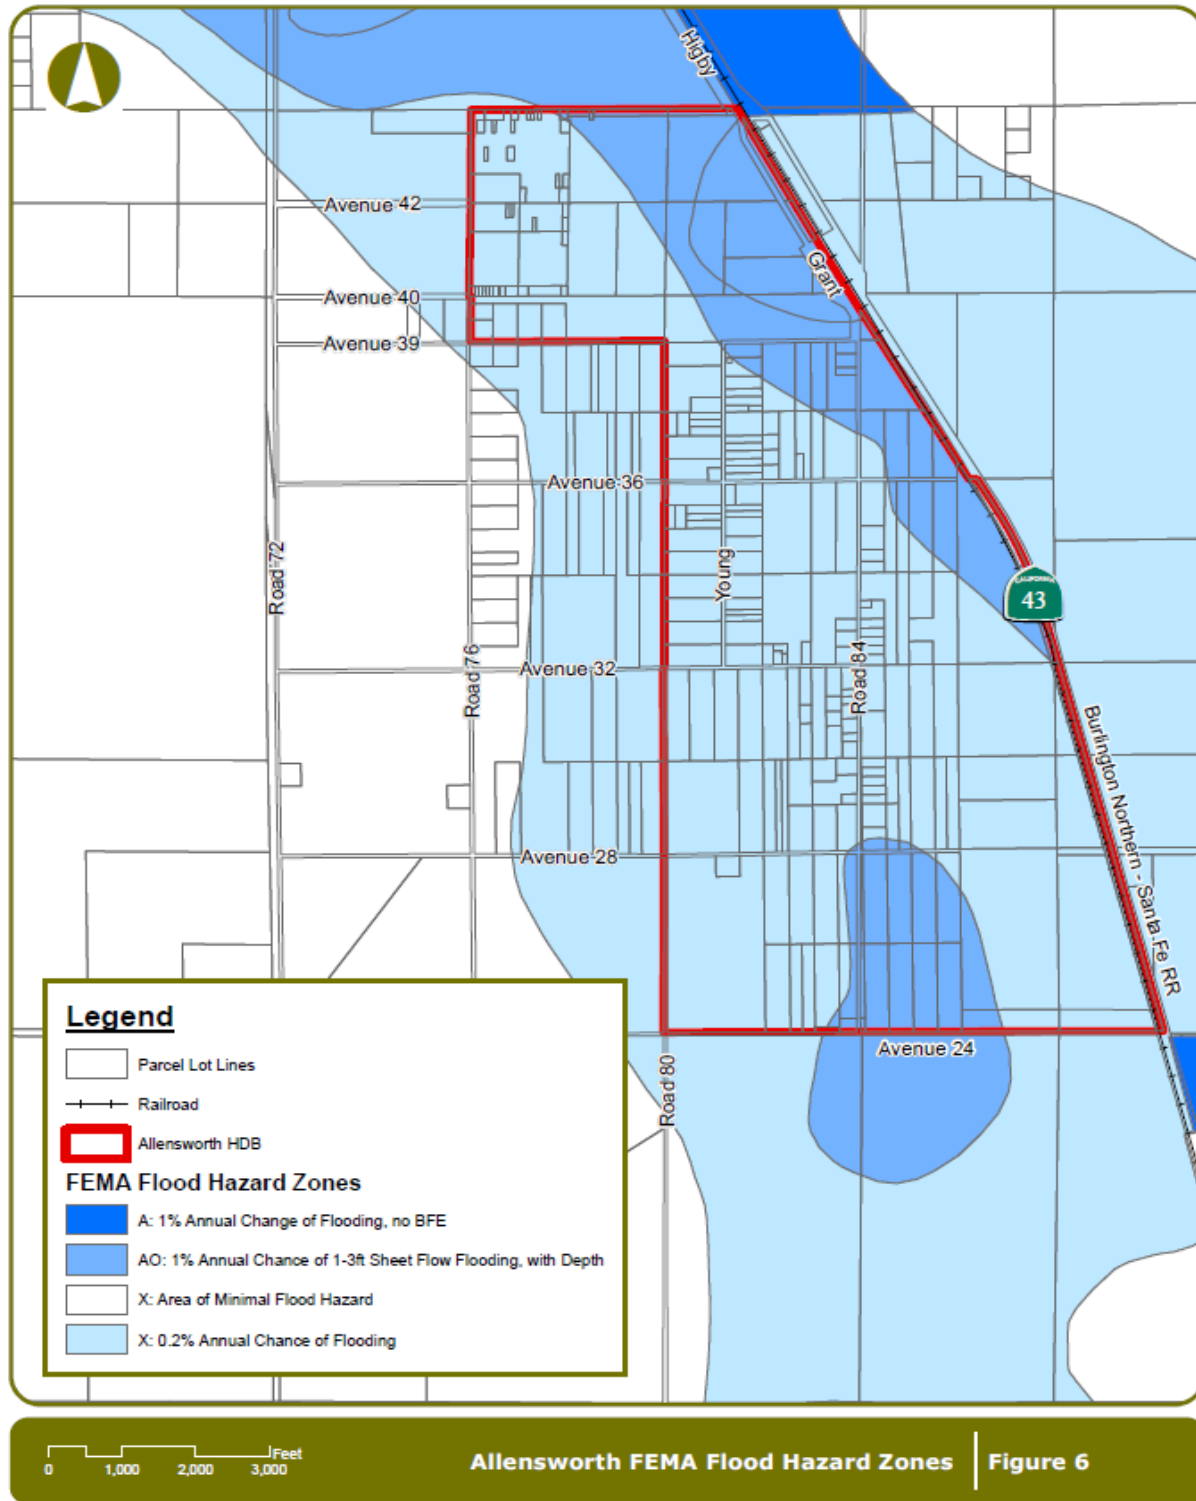 Higby
Avenue 42
Grant
Avenue 40
Avenue 39
Avenue 36
Road 72
Young
CALIFORNIA
43
Road 76
Avenue 32
Road 84
Burlington Northern - Santa Fe RR
Avenue 28
Avenue 24
Road 80
Legend
Parcel Lot Lines
Railroad
Allensworth HDB
FEMA Flood Hazard Zones
A: 1% Annual Change of Flooding, no BFE
AO: 1% Annual Chance of 1-3ft Sheet Flow Flooding, with Depth
X: Area of Minimal Flood Hazard
X: 0.2% Annual Chance of Flooding
Feet
0 1,000 2,000 3,000
Allensworth FEMA Flood Hazard Zones Figure 6